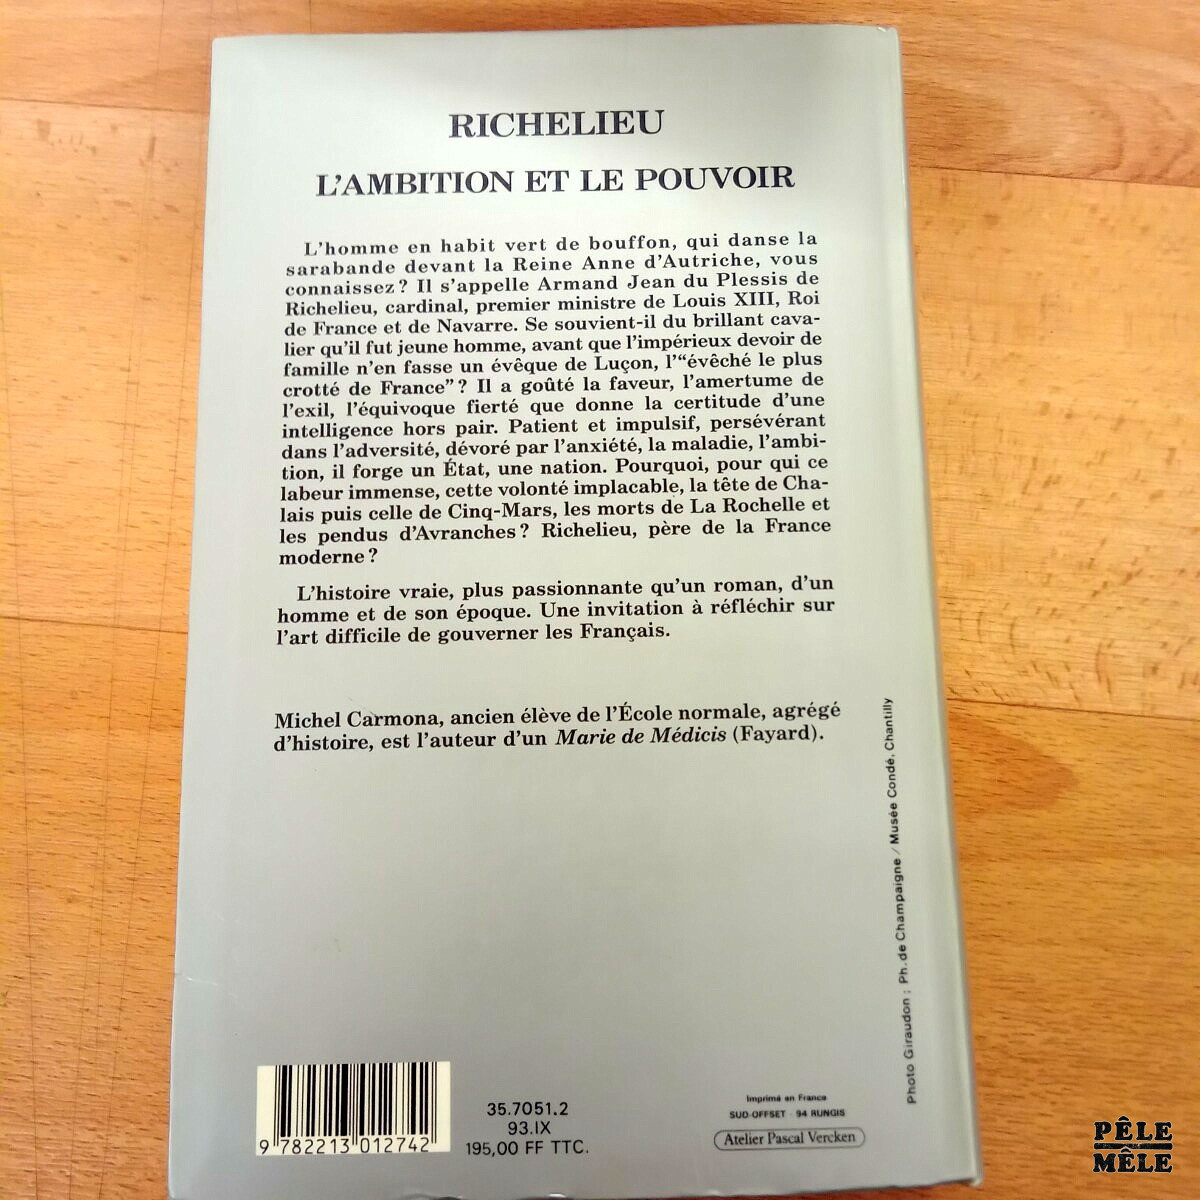 RICHELIEU
L'AMBITION ET LE POUVOIR
L'homme en habit vert de bouffon, qui danse la
sarabande devant la Reine Anne d'Autriche, vous
connaissez? Il s'appelle Armand Jean du Plessis de
Richelieu, cardinal, premier ministre de Louis XIII, Roi
de France et de Navarre. Se souvient-il du brillant cava-
lier qu'il fut jeune homme, avant que l'impérieux devoir de
famille n'en fasse un évêque de Luçon, l'“évêché le plus
crotté de France”? Il a goûté la faveur, l'amertume de
l'exil, l'équivoque fierté que donne la certitude d'une
intelligence hors pair. Patient et impulsif, persévérant
dans l'adversité, dévoré par l'anxiété, la maladie, l'ambi-
tion, il forge un État, une nation. Pourquoi, pour qui ce
labeur immense, cette volonté implacable, la tête de Cha-
lais puis celle de Cinq-Mars, les morts de La Rochelle et
les pendus d'Avranches? Richelieu, père de la France
moderne?
L'histoire vraie, plus passionnante qu'un roman, d'un
homme et de son époque. Une invitation à réfléchir sur
l'art difficile de gouverner les Français.
Michel Carmona, ancien élève de l'École normale, agrégé
d'histoire, est l'auteur d'un Marie de Médicis (Fayard).
Photo Giraudon : Ph. de Champaigne / Musée Condé, Chantilly
9 782213 012742
35.7051.2
93.IX
195,00 FF TTC.
Imprimé en France
SUD-OFFSET - 94 RUNGIS
Atelier Pascal Vercken
PÊLE
MÊLE